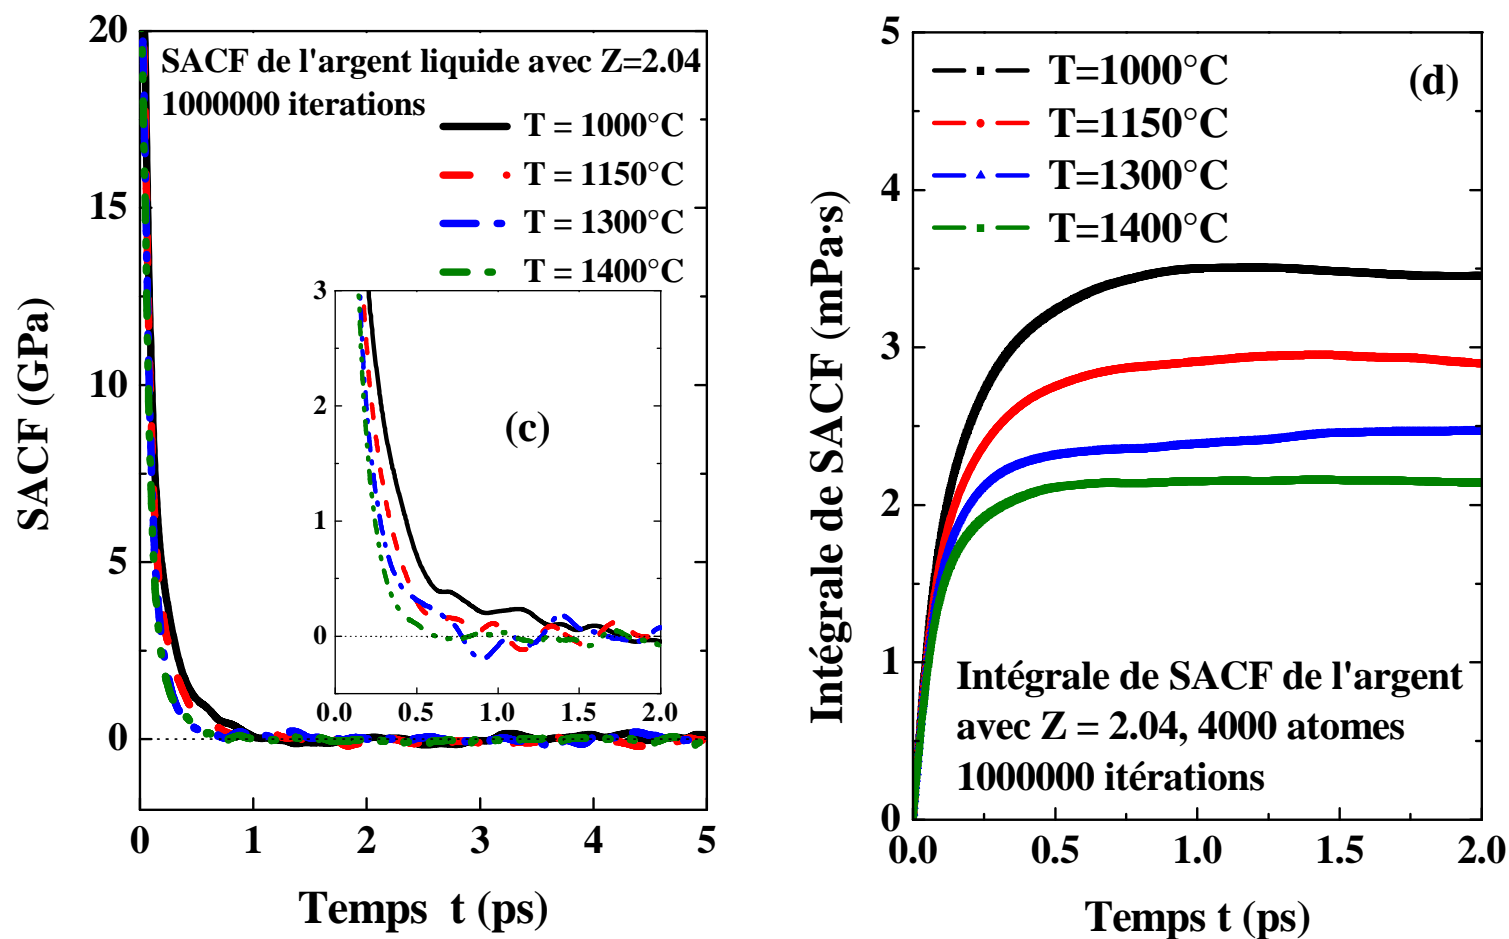 SACF de l'argent liquide avec Z=2.04
1000000 iterations
T = 1000°C
T = 1150°C
T = 1300°C
T = 1400°C
20
15
10
5
0
SACF (GPa)
0 1 2 3 4 5
Temps t (ps)
3
2
1
0
(c)
0.0 0.5 1.0 1.5 2.0
T=1000°C
T=1150°C
T=1300°C
T=1400°C
(d)
5
4
3
2
1
0
Intégrale de SACF (mPa·s)
Intégrale de SACF de l'argent
avec Z = 2.04, 4000 atomes
1000000 itérations
0.0 0.5 1.0 1.5 2.0
Temps t (ps)